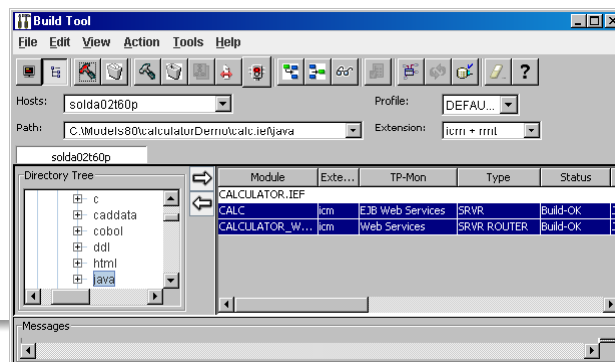 Build Tool
File Edit View Action Tools Help
Hosts: solda02t60p Profile: DEFAU...
Path: C:\Models80\calculatorDemo\calc.ief\java Extension: icm + rmt
solda02t60p
Directory Tree
Module Exte... TP-Mon Type Status
c
caddata
cobol
ddl
html
java
CALCULATOR.IEF
CALC icm EJB Web Services SRVR Build-OK
CALCULATOR_W... icm Web Services SRVR ROUTER Build-OK
Messages